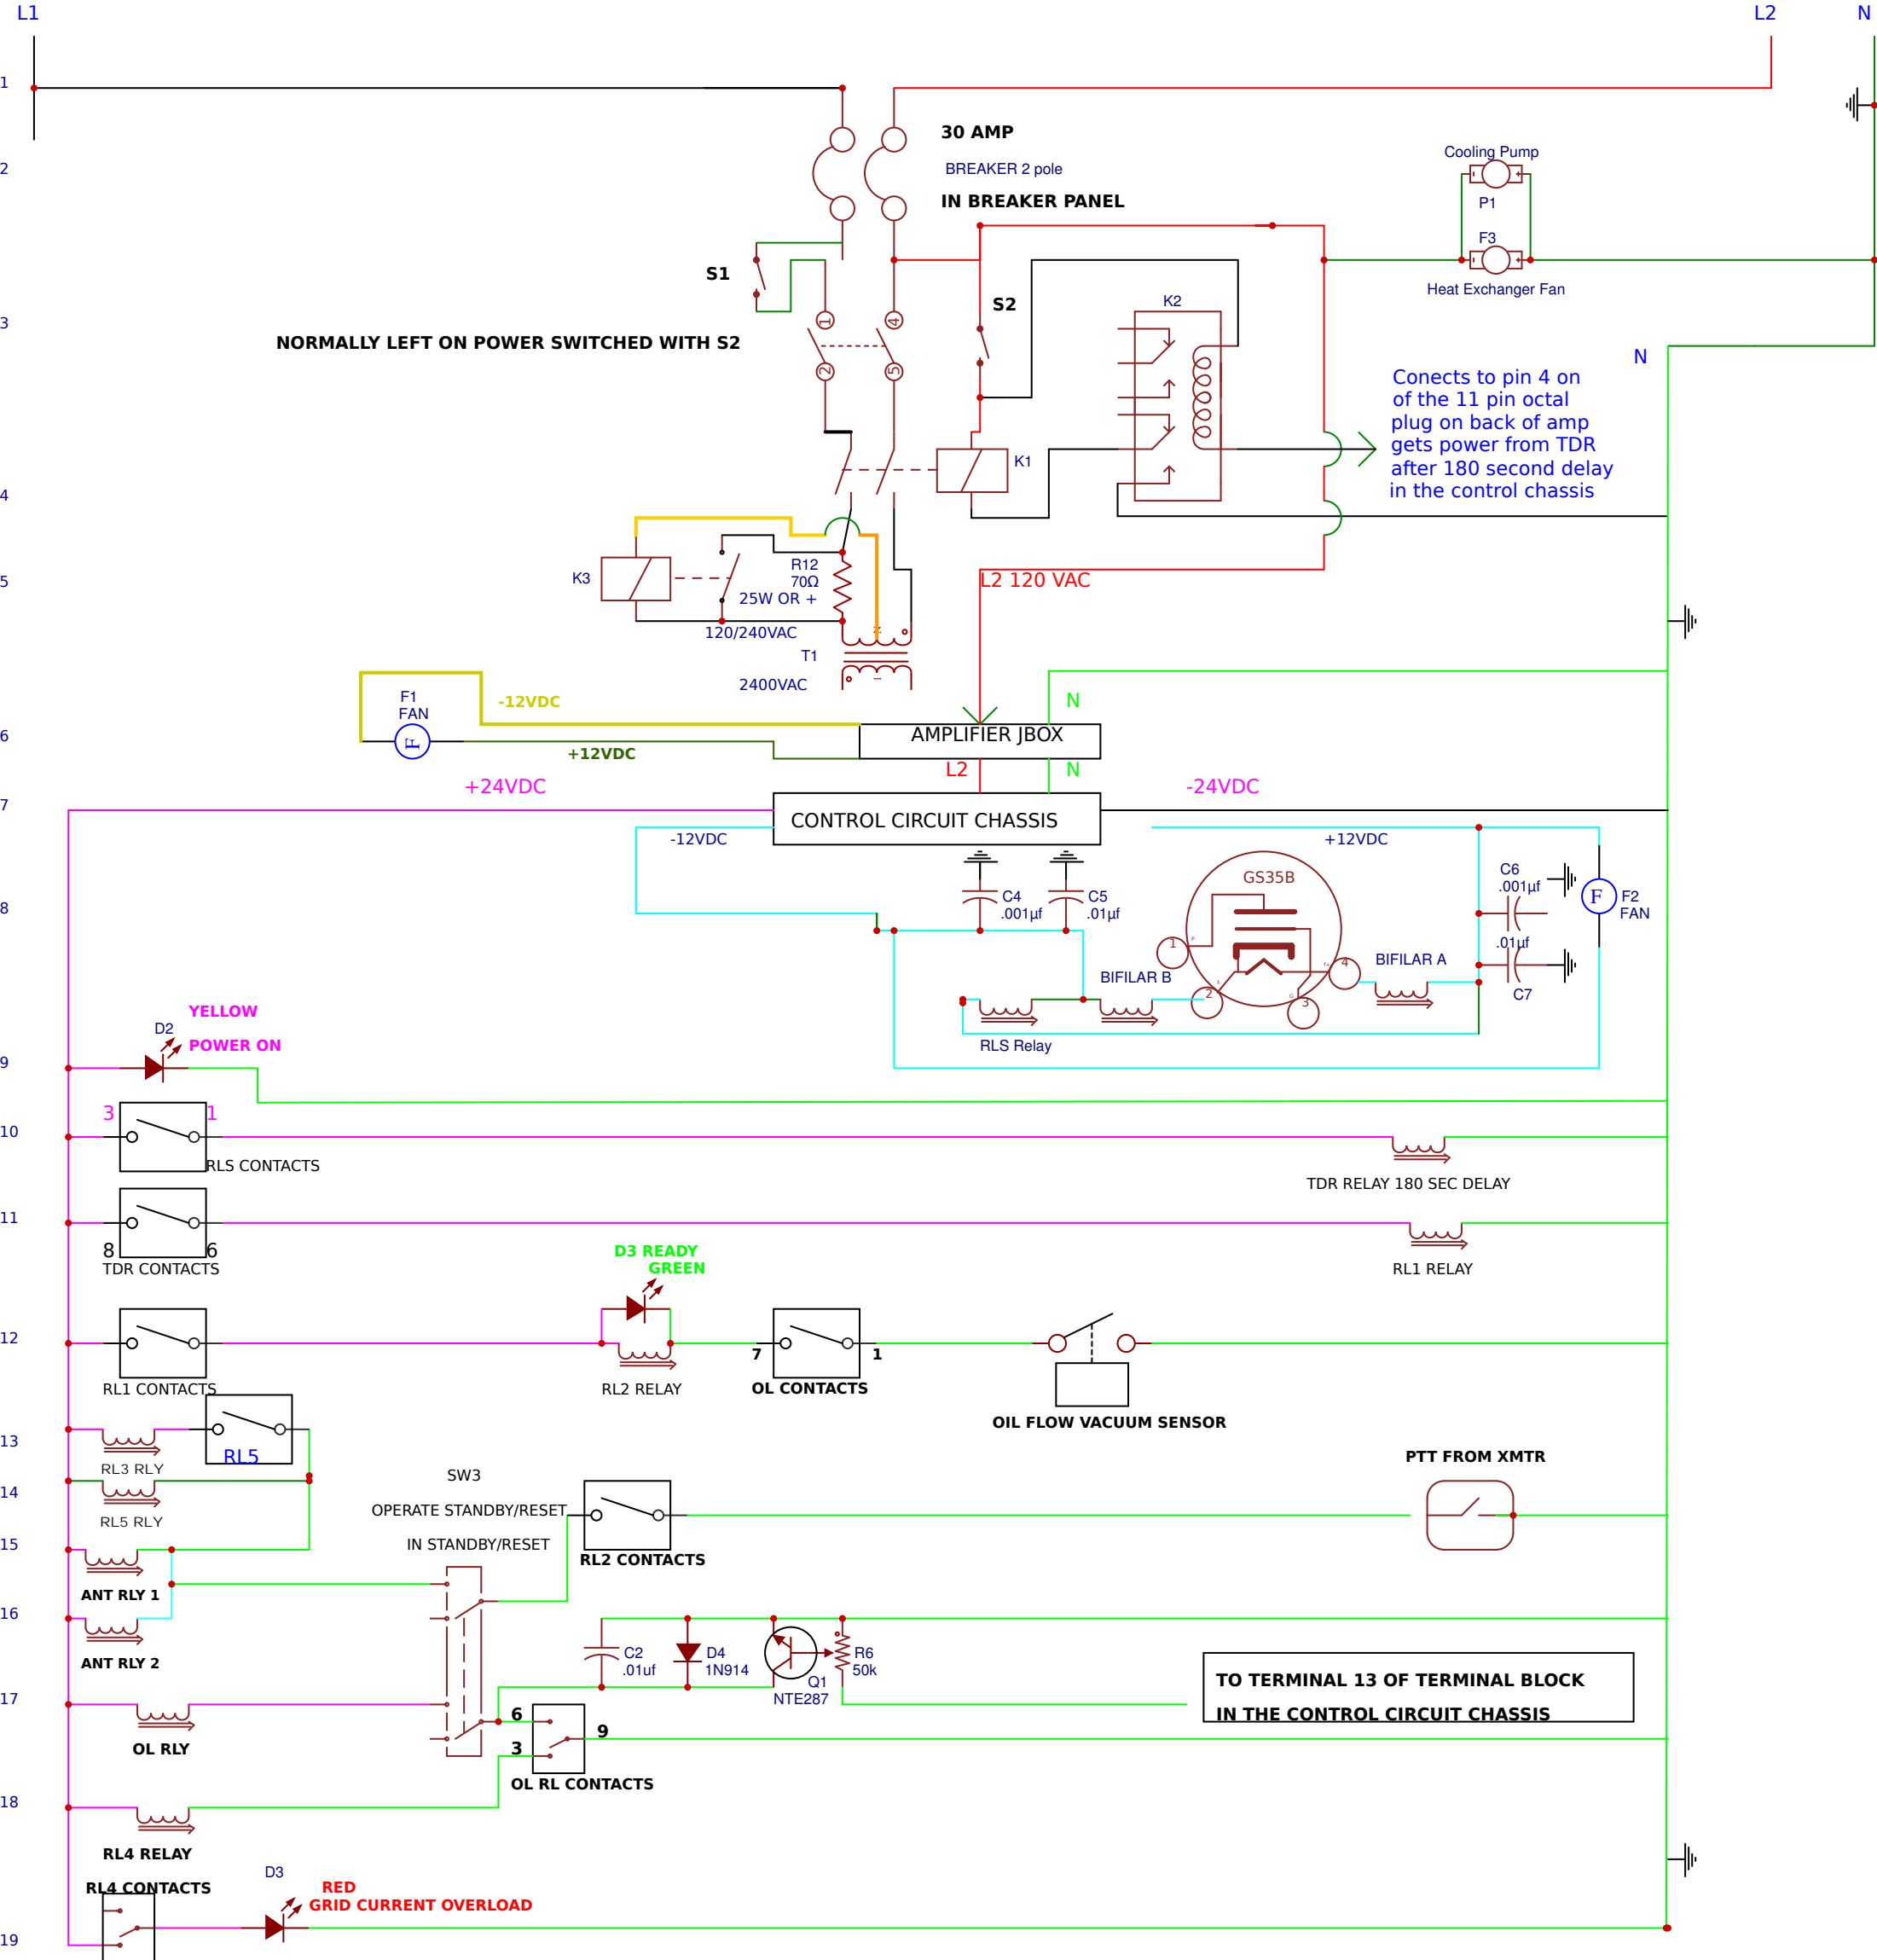 L1
L2
N
1
30 AMP
BREAKER 2 pole
IN BREAKER PANEL
2
Cooling Pump
P1
F3
Heat Exchanger Fan
S1
S2
K2
3
1
4
NORMALLY LEFT ON POWER SWITCHED WITH S2
2
5
N
Conects to pin 4 on
of the 11 pin octal
plug on back of amp
gets power from TDR
after 180 second delay
in the control chassis
K1
4
5
K3
R12
70Ω
25W OR +
L2 120 VAC
120/240VAC
T1
2400VAC
F1
FAN
F
-12VDC
+12VDC
N
6
AMPLIFIER JBOX
L2
N
+24VDC
-24VDC
7
CONTROL CIRCUIT CHASSIS
-12VDC
+12VDC
8
C4
.001µf
C5
.01µf
GS35B
1
2
3
4
P
G
BIFILAR B
BIFILAR A
C6
.001µf
.01µf
C7
F
F2
FAN
RLS Relay
YELLOW
D2
POWER ON
9
3
1
10
RLS CONTACTS
TDR RELAY 180 SEC DELAY
11
8
6
TDR CONTACTS
RL1 RELAY
D3 READY
GREEN
12
7
1
RL1 CONTACTS
RL2 RELAY
OL CONTACTS
OIL FLOW VACUUM SENSOR
13
RL5
RL3 RLY
PTT FROM XMTR
14
SW3
OPERATE STANDBY/RESET
RL5 RLY
15
IN STANDBY/RESET
RL2 CONTACTS
ANT RLY 1
16
ANT RLY 2
C2
.01uf
D4
1N914
Q1
NTE287
R6
50k
TO TERMINAL 13 OF TERMINAL BLOCK
IN THE CONTROL CIRCUIT CHASSIS
17
6
9
3
OL RLY
OL RL CONTACTS
18
RL4 RELAY
D3
RL4 CONTACTS
RED
GRID CURRENT OVERLOAD
19